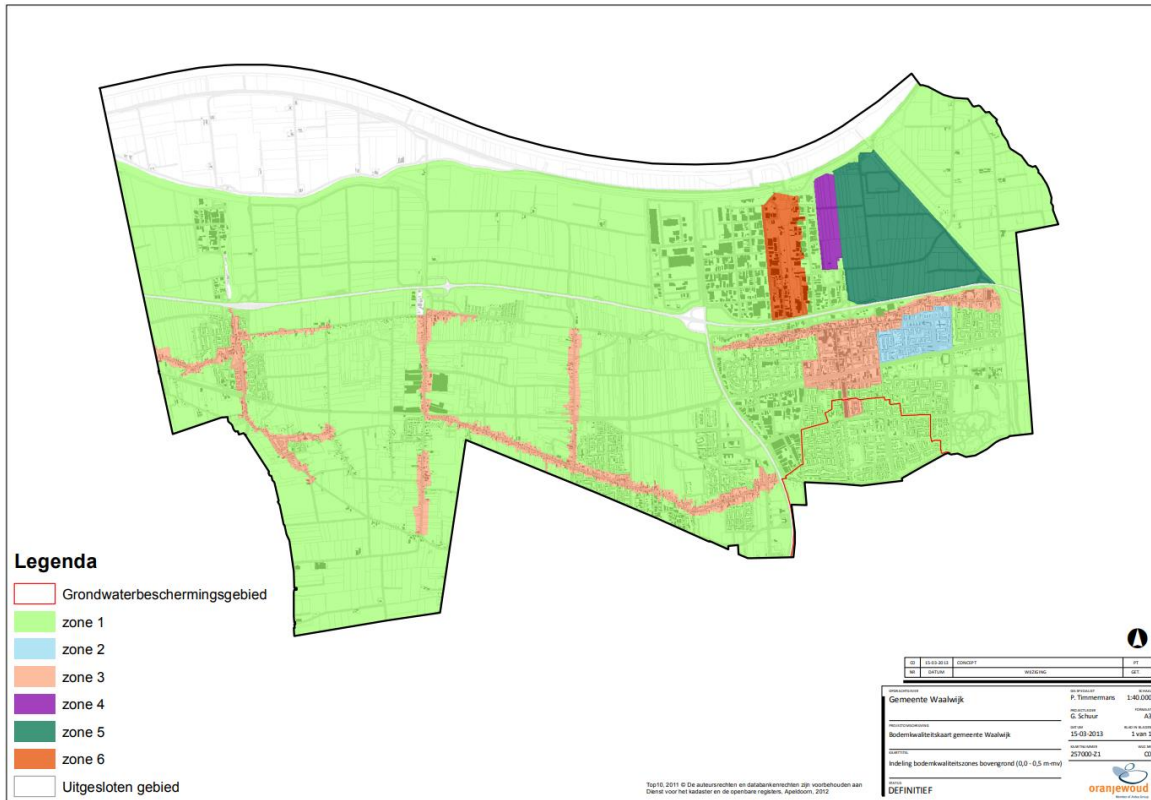 Legenda
Grondwaterbeschermingsgebied
zone 1
zone 2
zone 3
zone 4
zone 5
zone 6
Uitgesloten gebied
Top10, 2011 © De auteursrechten en databankenrechten zijn voorbehouden aan
Dienst voor het kadaster en de openbare registers, Apeldoorn, 2012
15-03-2013 CONCEPT PT
NR DATUM WIJZIGING GET.
Gemeente Waalwijk
P. Timmermans 1:40.000
G. Schuur A3
Bodemkwaliteitskaart gemeente Waalwijk
15-03-2013 1 van 1
257000-Z1
Indeling bodemkwaliteitszones bovengrond (0,0 - 0,5 m-mv)
DEFINITIEF
oranjewoud